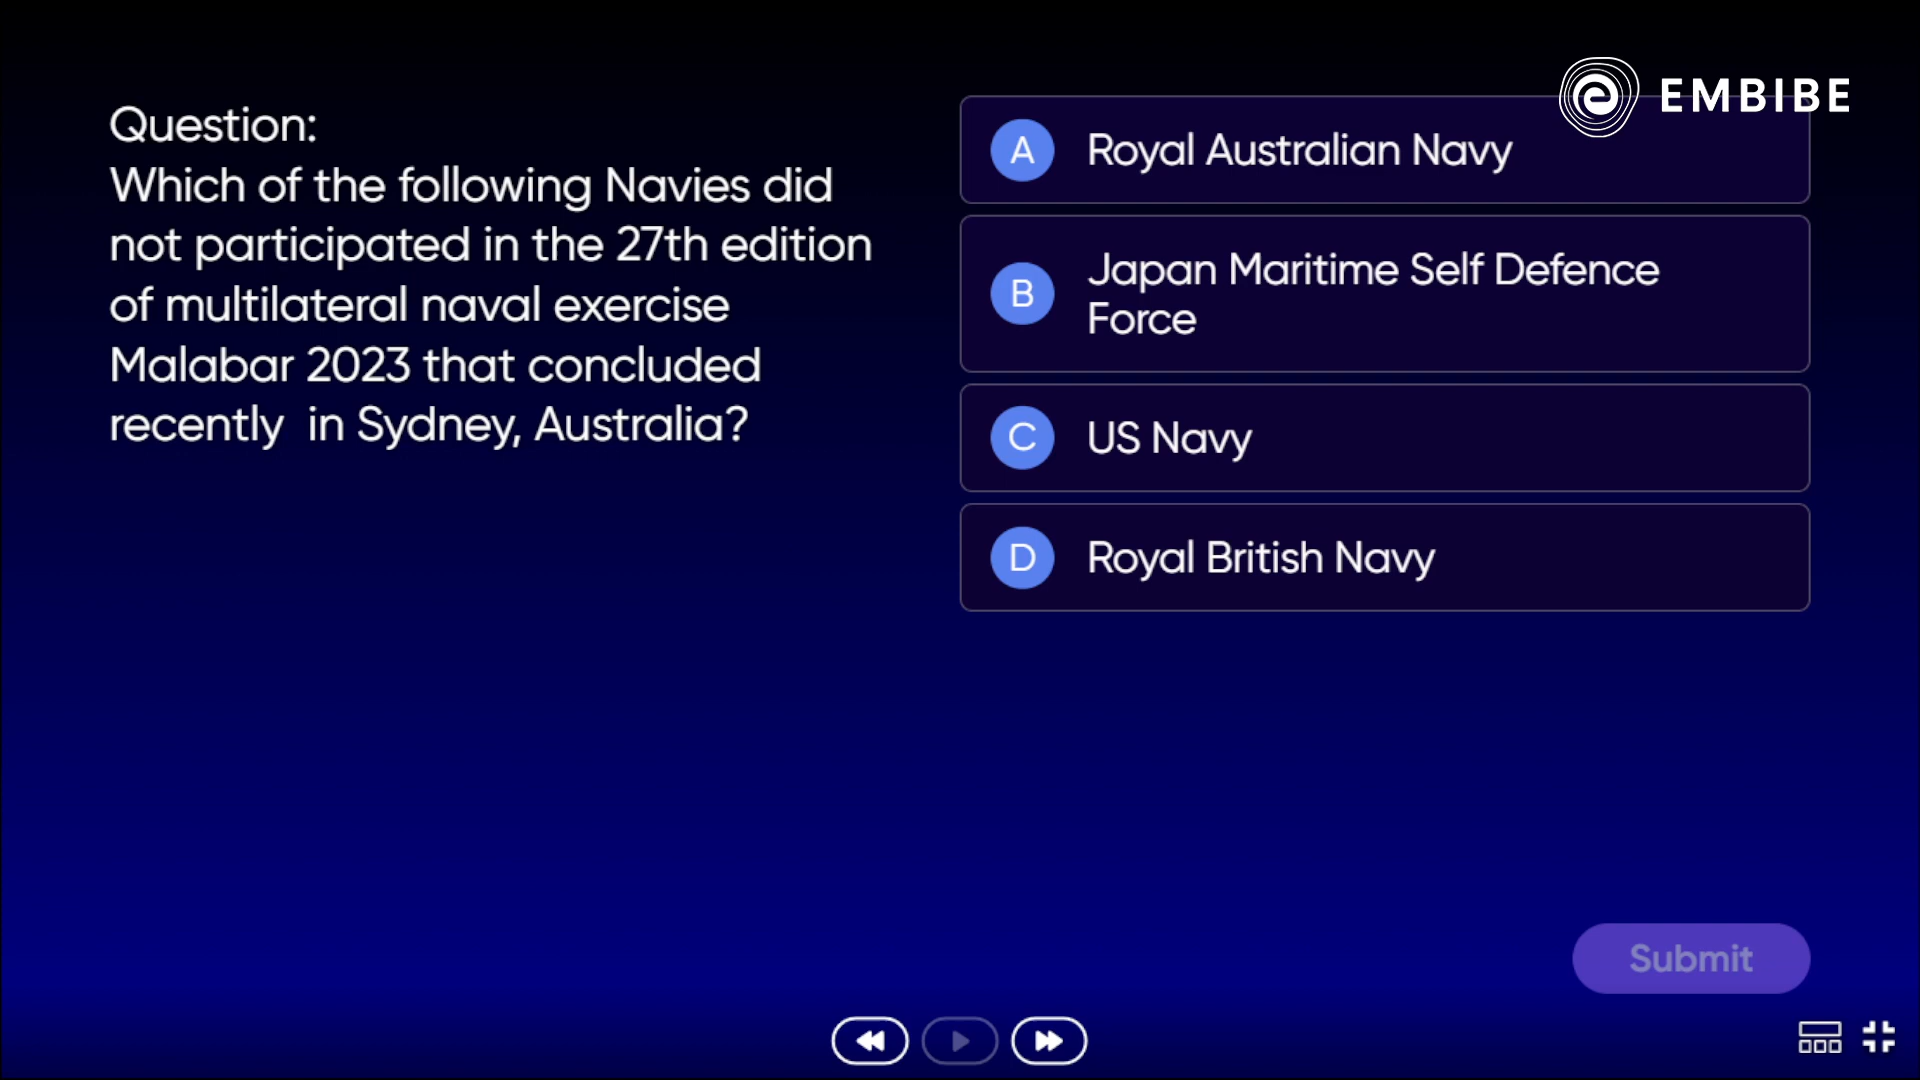 EMBIBE
Question:
Which of the following Navies did
not participated in the 27th edition
of multilateral naval exercise
Malabar 2023 that concluded
recently  in Sydney, Australia?
A Royal Australian Navy
B Japan Maritime Self Defence
Force
C US Navy
D Royal British Navy
Submit